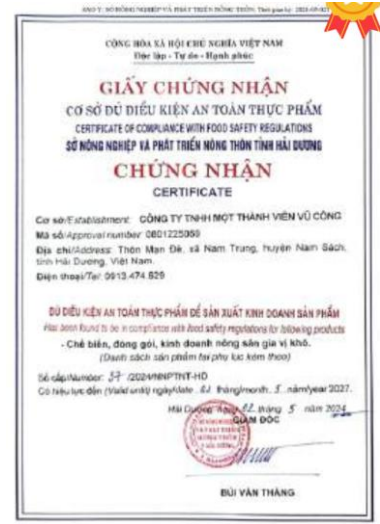 CỘNG HÒA XÃ HỘI CHỦ NGHĨA VIỆT NAM
Độc lập - Tự do - Hạnh phúc
GIẤY CHỨNG NHẬN
CƠ SỞ ĐỦ ĐIỀU KIỆN AN TOÀN THỰC PHẨM
CERTIFICATE OF COMPLIANCE WITH FOOD SAFETY REGULATIONS
SỞ NÔNG NGHIỆP VÀ PHÁT TRIỂN NÔNG THÔN TỈNH HẢI DƯƠNG
CHỨNG NHẬN
CERTIFICATE
Cơ sở/Establishment: CÔNG TY TNHH MỘT THÀNH VIÊN VŨ CÔNG
Mã số/Approval number:
Địa chỉ/Address: Thôn Mạn Đê, xã Nam Trung, huyện Nam Sách,
tỉnh Hải Dương, Việt Nam.
Điện thoại/Tel: 0913.474.629
ĐỦ ĐIỀU KIỆN AN TOÀN THỰC PHẨM ĐỂ SẢN XUẤT KINH DOANH SẢN PHẨM
Has been found to be in compliance with food safety regulations for following products
- Chế biến, đóng gói, kinh doanh nông sản gia vị khô.
(Danh sách sản phẩm tại phụ lục kèm theo)
Số cấp/Number: 37 /2024/NNPTNT-HD
Có hiệu lực đến (Valid until) ngày/date tháng/month 5 năm/year 2027.
Hải Dương, ngày 02 tháng 5 năm 2024
GIÁM ĐỐC
BÙI VĂN THĂNG